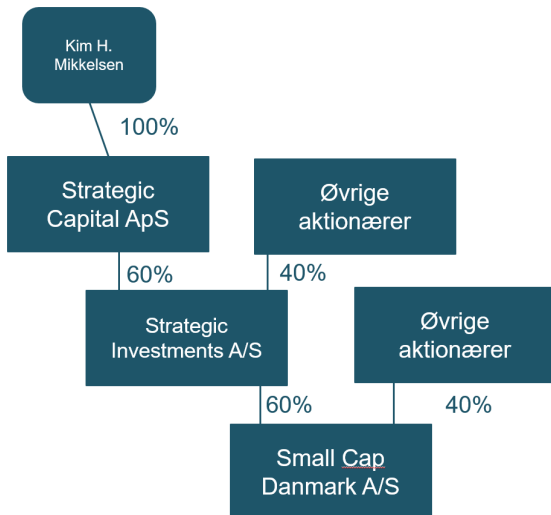 Kim H.
Mikkelsen
100%
Strategic
Capital ApS
Øvrige
aktionærer
60%
40%
Strategic
Investments A/S
Øvrige
aktionærer
60%
40%
Small Cap
Danmark A/S